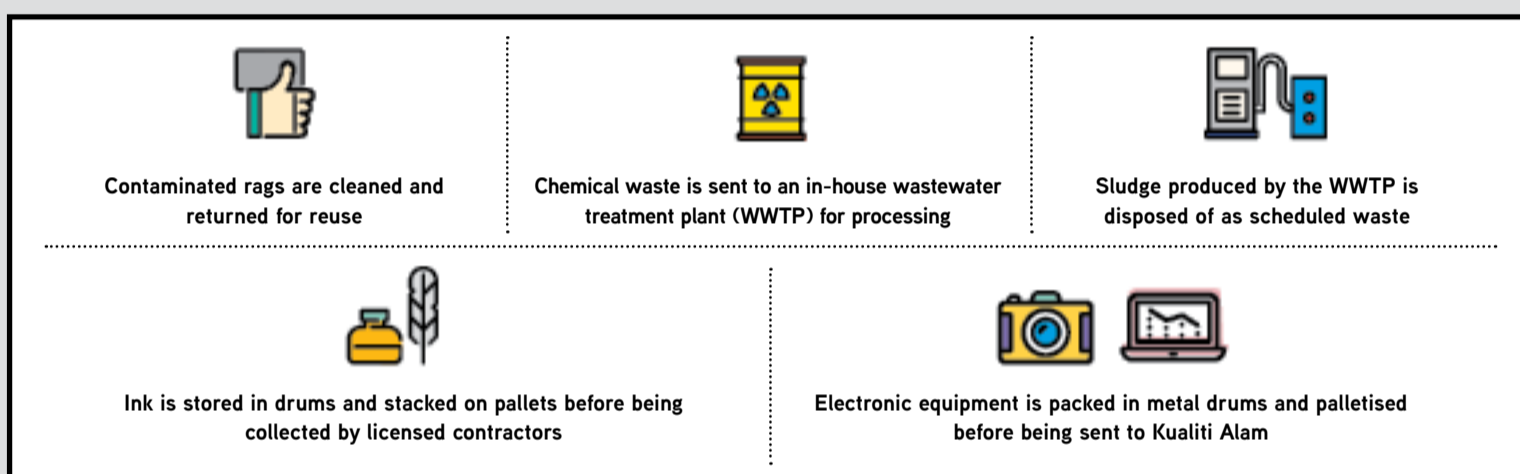 Contaminated rags are cleaned and
returned for reuse
Chemical waste is sent to an in-house wastewater
treatment plant (WWTP) for processing
Sludge produced by the WWTP is
disposed of as scheduled waste
Ink is stored in drums and stacked on pallets before being
collected by licensed contractors
Electronic equipment is packed in metal drums and palletised
before being sent to Kualiti Alam